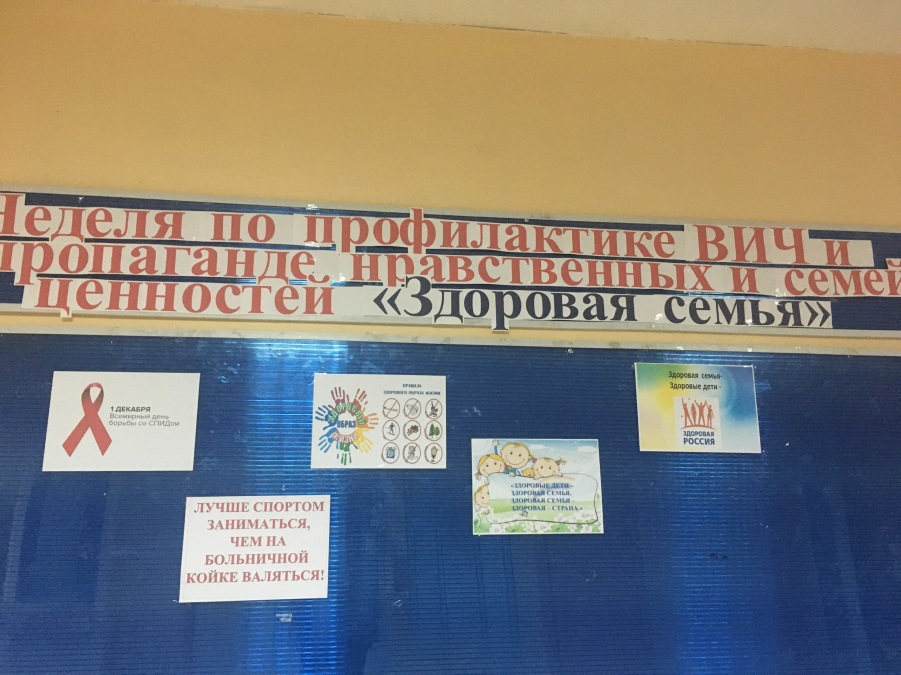 Неделя по профилактике ВИЧ и
пропаганде нравственных и семей
ценностей «Здоровая семья»
1 ДЕКАБРЯ
Всемирный день
борьбы со СПИДом
ПРАВИЛА
ЗДОРОВОГО ОБРАЗА ЖИЗНИ
ЗДОРОВЫЙ
ОБРАЗ
ЖИЗНИ
Здоровая семья-
Здоровые дети -
ЗДОРОВАЯ
РОССИЯ
«ЗДОРОВЫЕ ДЕТИ –
ЗДОРОВАЯ СЕМЬЯ.
ЗДОРОВАЯ СЕМЬЯ –
ЗДОРОВАЯ – СТРАНА.»
ЛУЧШЕ СПОРТОМ
ЗАНИМАТЬСЯ,
ЧЕМ НА
БОЛЬНИЧНОЙ
КОЙКЕ ВАЛЯТЬСЯ!